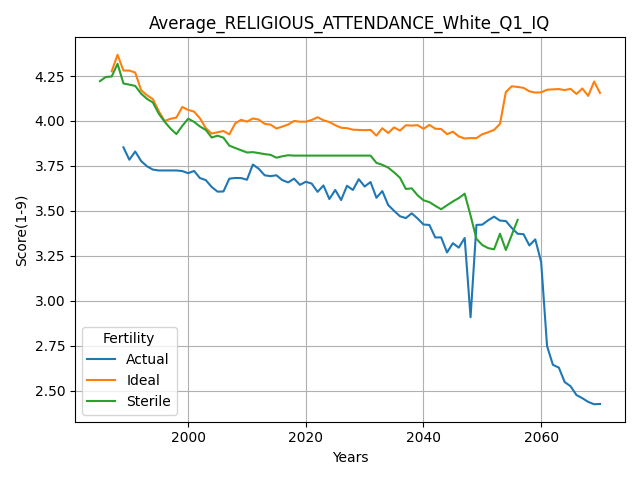 Average_RELIGIOUS_ATTENDANCE_White_Q1_IQ
Score(1-9)
4.25
4.00
3.75
3.50
3.25
3.00
2.75
2.50
Fertility
Actual
Ideal
Sterile
2000
2020
2040
2060
Years